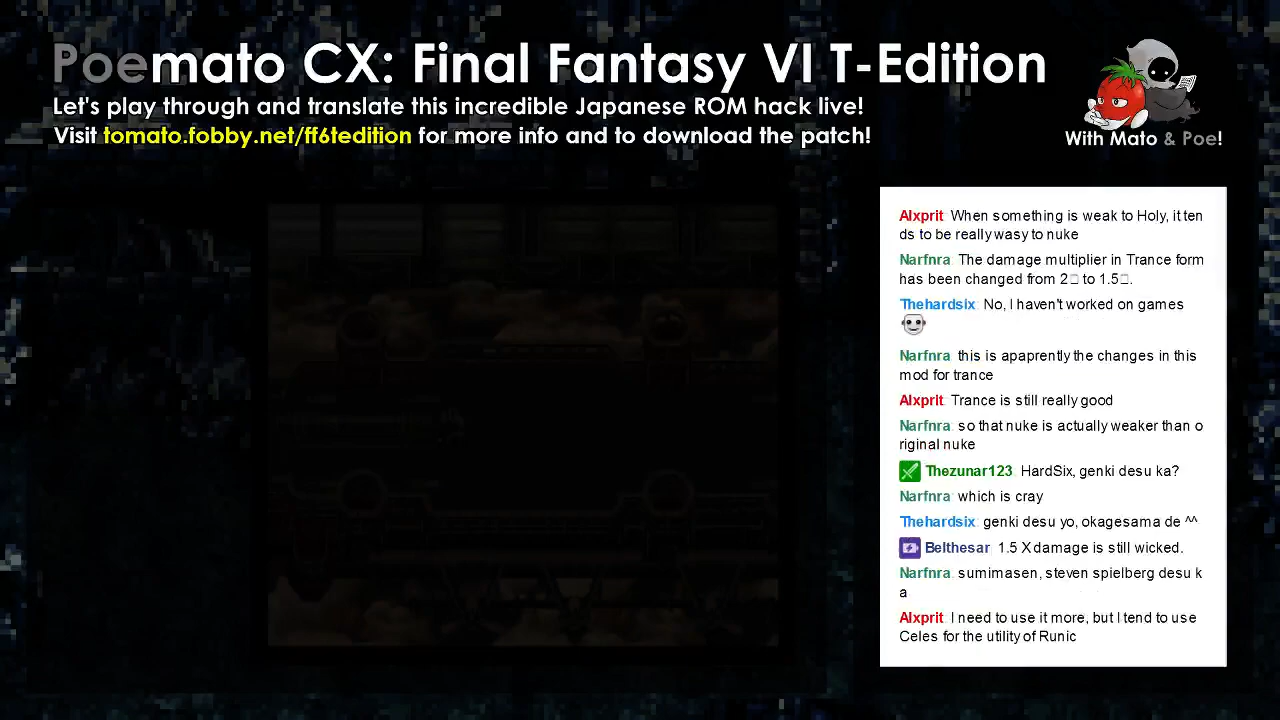 Poemato CX: Final Fantasy VI T-Edition
Let's play through and translate this incredible Japanese ROM hack live!
Visit tomato.fobby.net/ff6tedition for more info and to download the patch!
With Mato & Poe!
Alxprit: When something is weak to Holy, it ten
ds to be really wasy to nuke
Narfnra: The damage multiplier in Trance form
has been changed from 2□ to 1.5□.
Thehardsix: No, I haven't worked on games
Narfnra: this is apaprently the changes in this
mod for trance
Alxprit: Trance is still really good
Narfnra: so that nuke is actually weaker than o
riginal nuke
Thezunar123: HardSix, genki desu ka?
Narfnra: which is cray
Thehardsix: genki desu yo, okagesama de ^^
Belthesar: 1.5 X damage is still wicked.
Narfnra: sumimasen, steven spielberg desu k
a
Alxprit: I need to use it more, but I tend to use
Celes for the utility of Runic